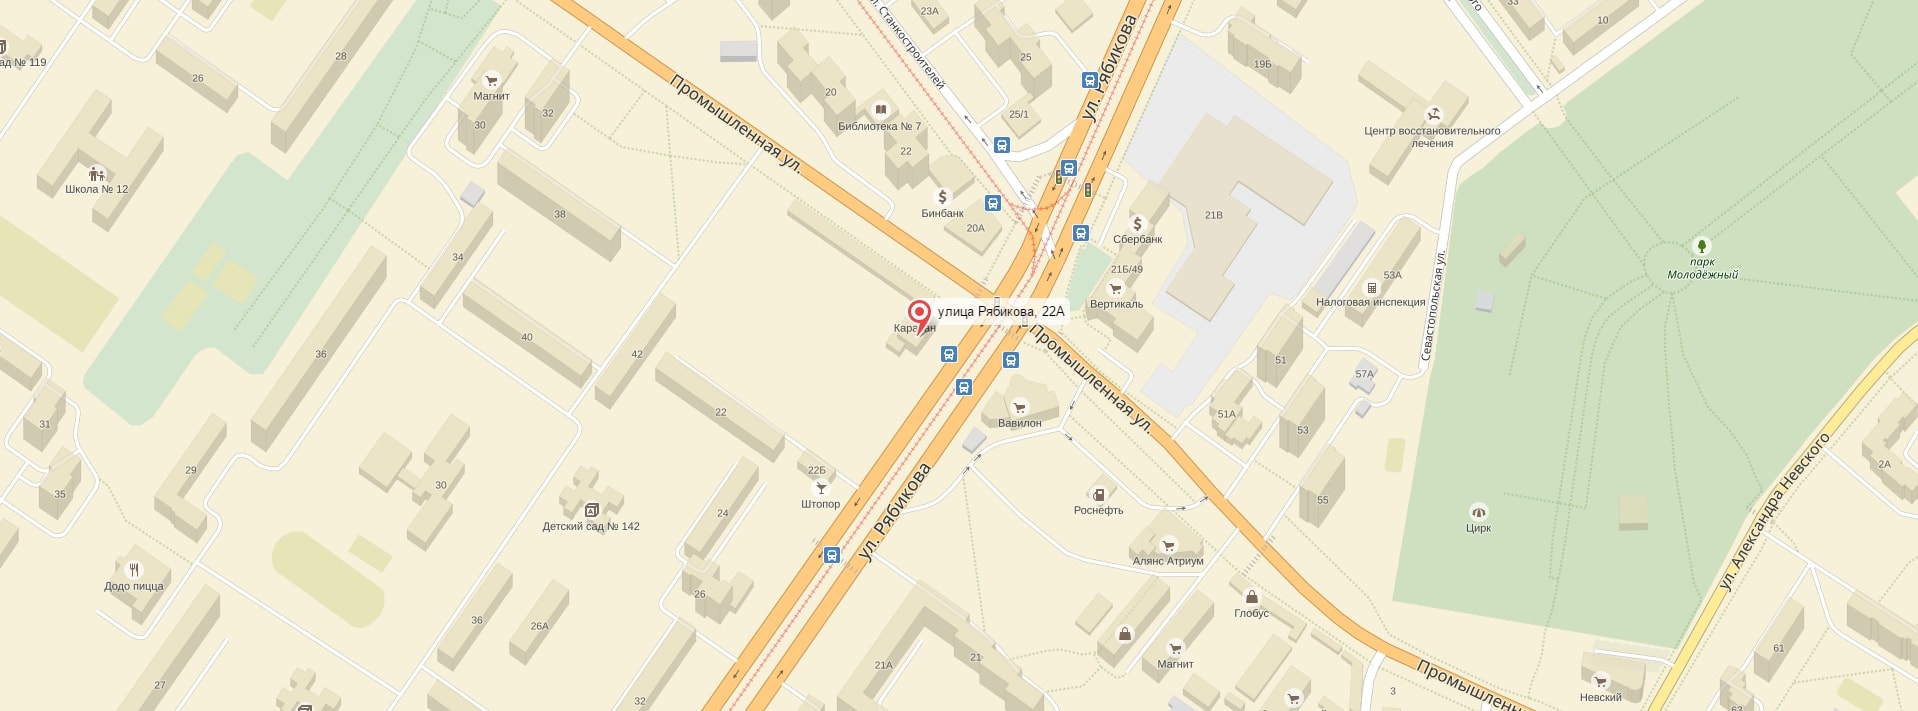 23А
ул. Станкостроителей
ул. Рябикова
33
10
28
26
ад № 119
Магнит
30
32
20
25
25/1
19Б
Библиотека № 7
22
Центр восстановительного
лечения
Промышленная ул.
Школа № 12
38
34
Бинбанк
20А
21В
Сбербанк
21Б/49
Вертикаль
53А
Налоговая инспекция
Севастопольская ул.
парк
Молодёжный
улица Рябикова, 22А
36
40
42
22
Вавилон
Промышленная ул.
51
57А
51А
53
55
31
29
35
30
22Б
Штопор
24
Детский сад № 142
ул. Рябикова
Роснефть
Алянс Атриум
Цирк
ул. Александра Невского
2А
Додо пицца
36
26А
26
Глобус
Магнит
21А
21
27
32
61
63
3
Невский